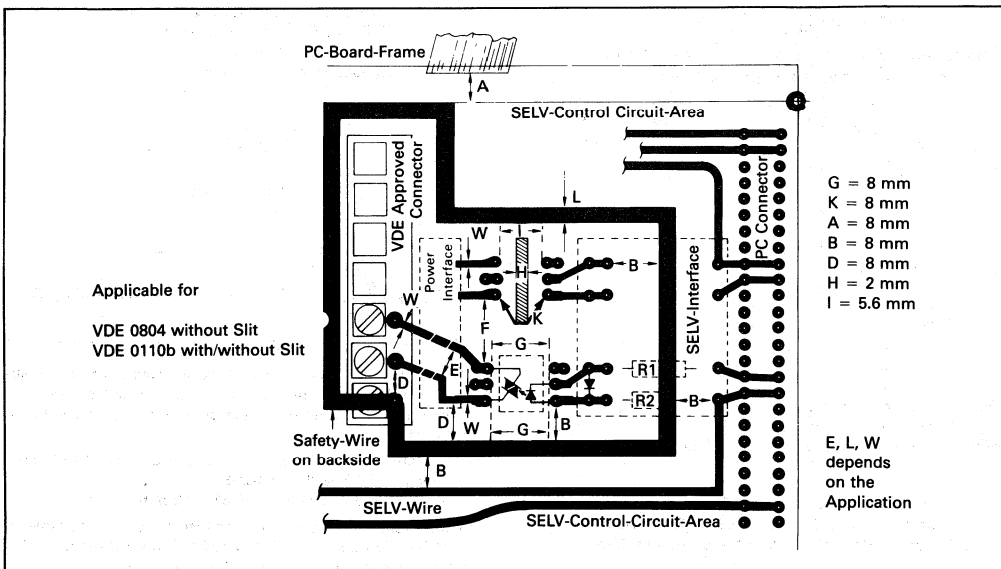 PC-Board-Frame
A
SELV-Control Circuit-Area
VDE Approved
Connector
PC Connector
L
G = 8 mm
K = 8 mm
A = 8 mm
B = 8 mm
D = 8 mm
H = 2 mm
I = 5.6 mm
W
I
Power
Interface
H
B
SELV-Interface
Applicable for
VDE 0804 without Slit
VDE 0110b with/without Slit
W
F
K
G
E
R1
D
R2
B
D
W
G
B
Safety-Wire
on backside
B
E, L, W
depends
on the
Application
SELV-Wire
SELV-Control-Circuit-Area